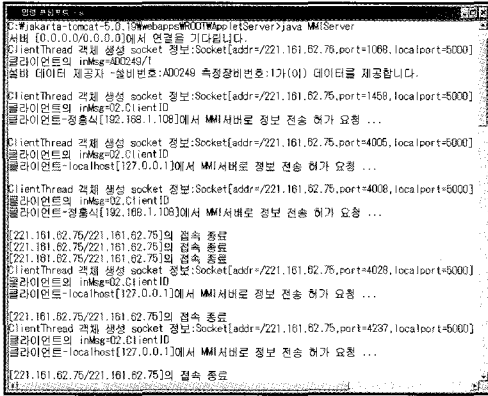 명령 프롬프트
C:₩jakarta-tomcat-5.0.19₩webapps₩ROOT₩AppletServer>java MMIServer
서버 [0.0.0.0/0.0.0.0]에서 연결을 기다립니다.
ClientThread 객체 생성 socket 정보:Socket[addr=/221.161.62.76,port=1068,localport=5000]
클라이언트의 inMsg=AD0249/1
설비 데이터 제공자 -설비번호:AD0249 측정장비번호:1가(이) 데이터를 제공합니다.

ClientThread 객체 생성 socket 정보:Socket[addr=/221.161.62.75,port=1458,localport=5000]
클라이언트의 inMsg=02.ClientID
클라이언트-정홍식[192.168.1.108]에서 MMI서버로 정보 전송 허가 요청 ...
ClientThread 객체 생성 socket 정보:Socket[addr=/221.161.62.75,port=4005,localport=5000]
클라이언트의 inMsg=02.ClientID
클라이언트-localhost[127.0.0.1]에서 MMI서버로 정보 전송 허가 요청 ...

ClientThread 객체 생성 socket 정보:Socket[addr=/221.161.62.75,port=4008,localport=5000]
클라이언트의 inMsg=02.ClientID
클라이언트-정홍식[192.168.1.108]에서 MMI서버로 정보 전송 허가 요청 ...

[221.161.62.75/221.161.62.75]의 접속 종료
[221.161.62.75/221.161.62.75]의 접속 종료
[221.161.62.75/221.161.62.75]의 접속 종료
ClientThread 객체 생성 socket 정보:Socket[addr=/221.161.62.75,port=4028,localport=5000]
클라이언트의 inMsg=02.ClientID
클라이언트-localhost[127.0.0.1]에서 MMI서버로 정보 전송 허가 요청 ...

[221.161.62.75/221.161.62.75]의 접속 종료
ClientThread 객체 생성 socket 정보:Socket[addr=/221.161.62.75,port=4237,localport=5000]
클라이언트의 inMsg=02.ClientID
클라이언트-localhost[127.0.0.1]에서 MMI서버로 정보 전송 허가 요청 ...

[221.161.62.75/221.161.62.75]의 접속 종료